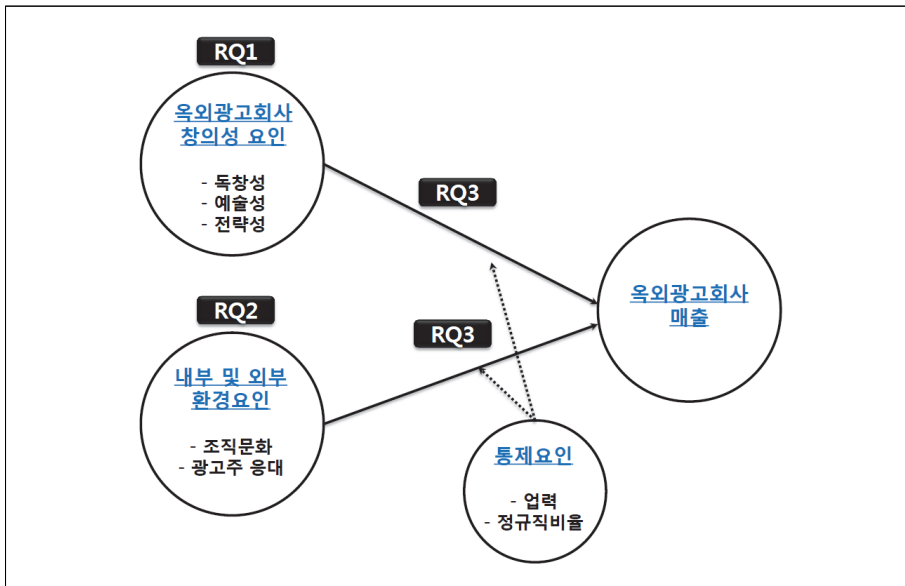 RQ1
옥외광고회사
창의성 요인
- 독창성
- 예술성
- 전략성
RQ3
옥외광고회사
매출
RQ2
RQ3
내부 및 외부
환경요인
- 조직문화
- 광고주 응대
통제요인
- 업력
- 정규직비율